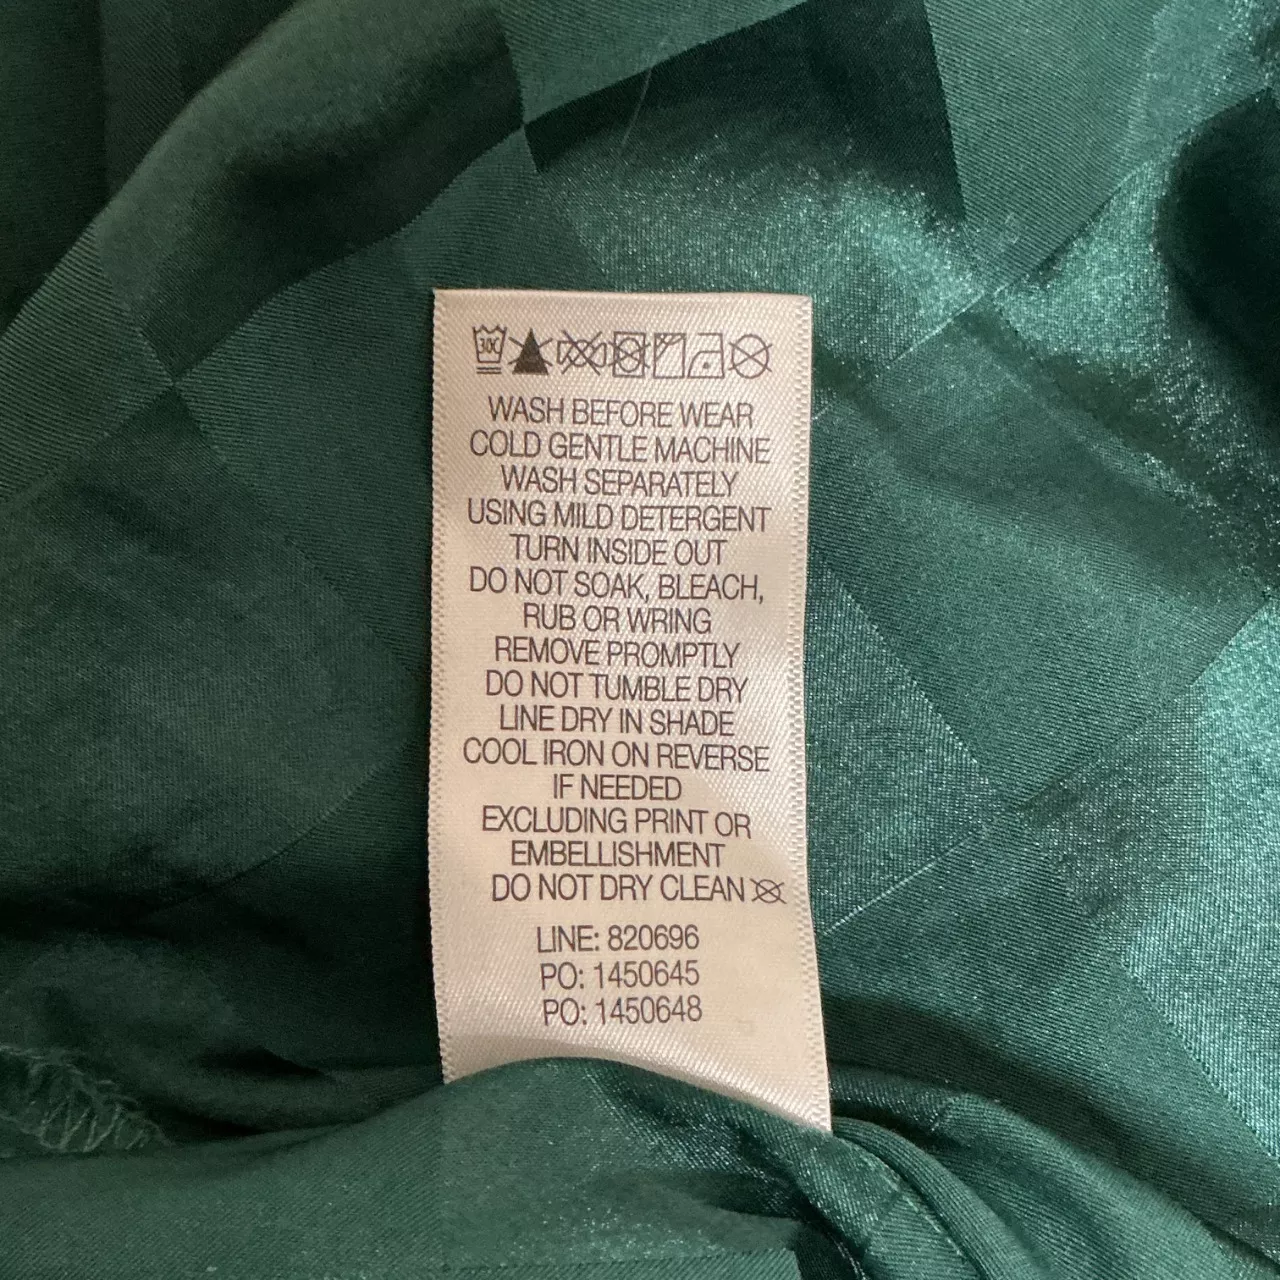 30
WASH BEFORE WEAR
COLD GENTLE MACHINE
WASH SEPARATELY
USING MILD DETERGENT
TURN INSIDE OUT
DO NOT SOAK, BLEACH,
RUB OR WRING
REMOVE PROMPTLY
DO NOT TUMBLE DRY
LINE DRY IN SHADE
COOL IRON ON REVERSE
IF NEEDED
EXCLUDING PRINT OR
EMBELLISHMENT
DO NOT DRY CLEAN
LINE: 820696
PO: 1450645
PO: 1450648